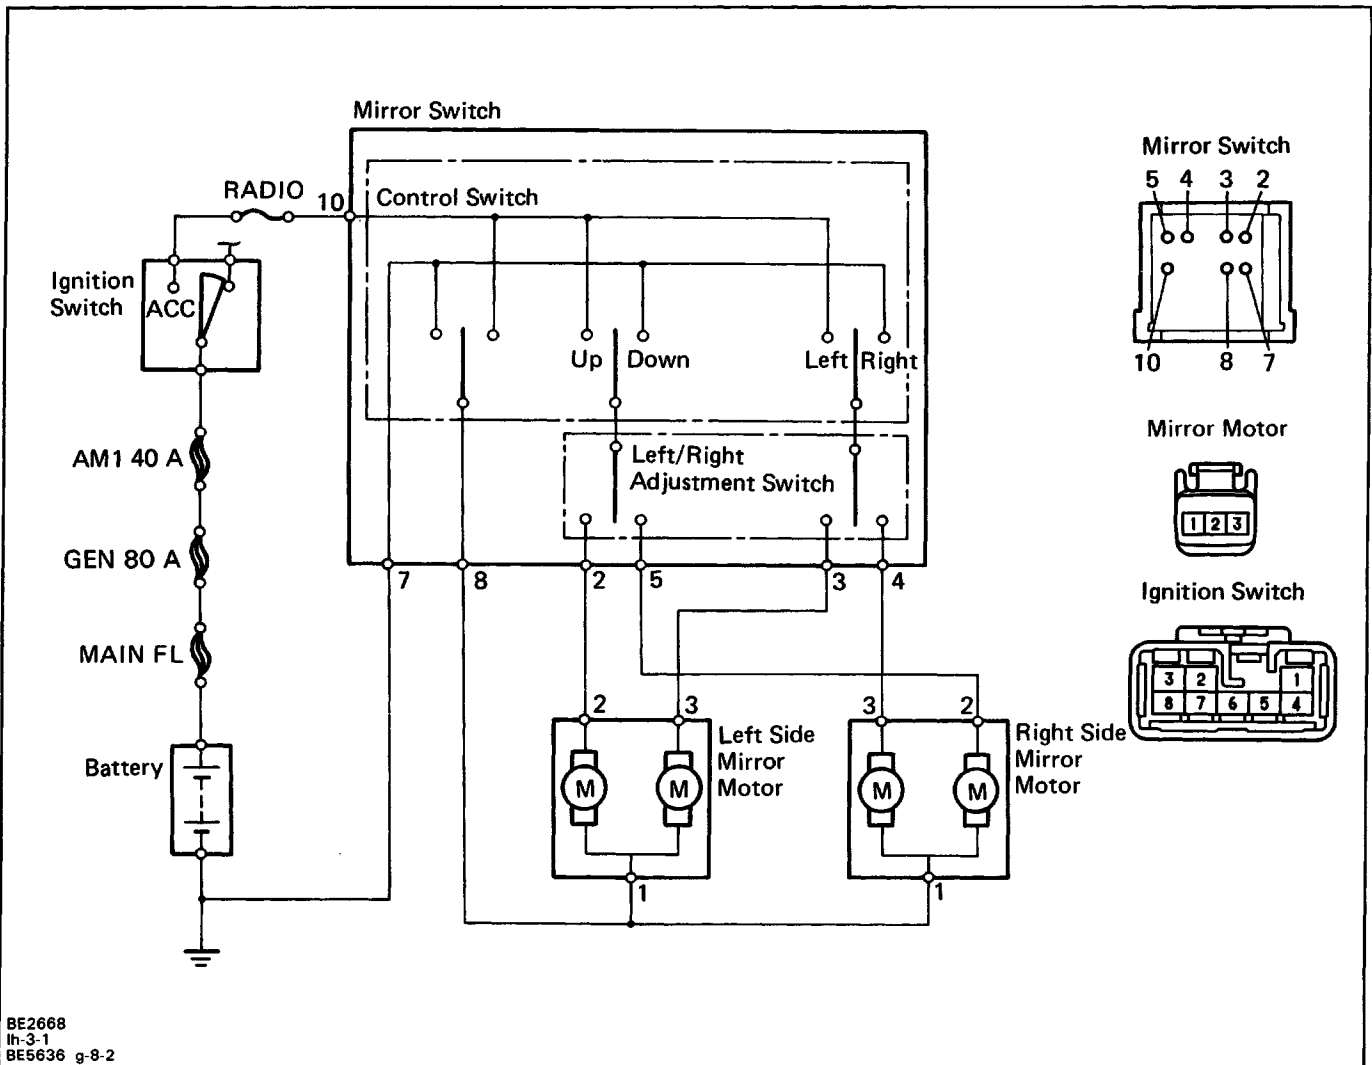 Mirror Switch
RADIO
10
Control Switch
Ignition
Switch
ACC
Up
Down
Left
Right
AM1 40 A
Left/Right
Adjustment Switch
GEN 80 A
7
8
2
5
3
4
MAIN FL
2
3
3
2
Battery
Left Side
Mirror
Motor
Right Side
Mirror
Motor
M
M
M
M
1
1
Mirror Switch
5 4 3 2
10 8 7
Mirror Motor
1 2 3
Ignition Switch
3 2 1
8 7 6 5 4
BE2668
lh-3-1
BE5636 g-8-2